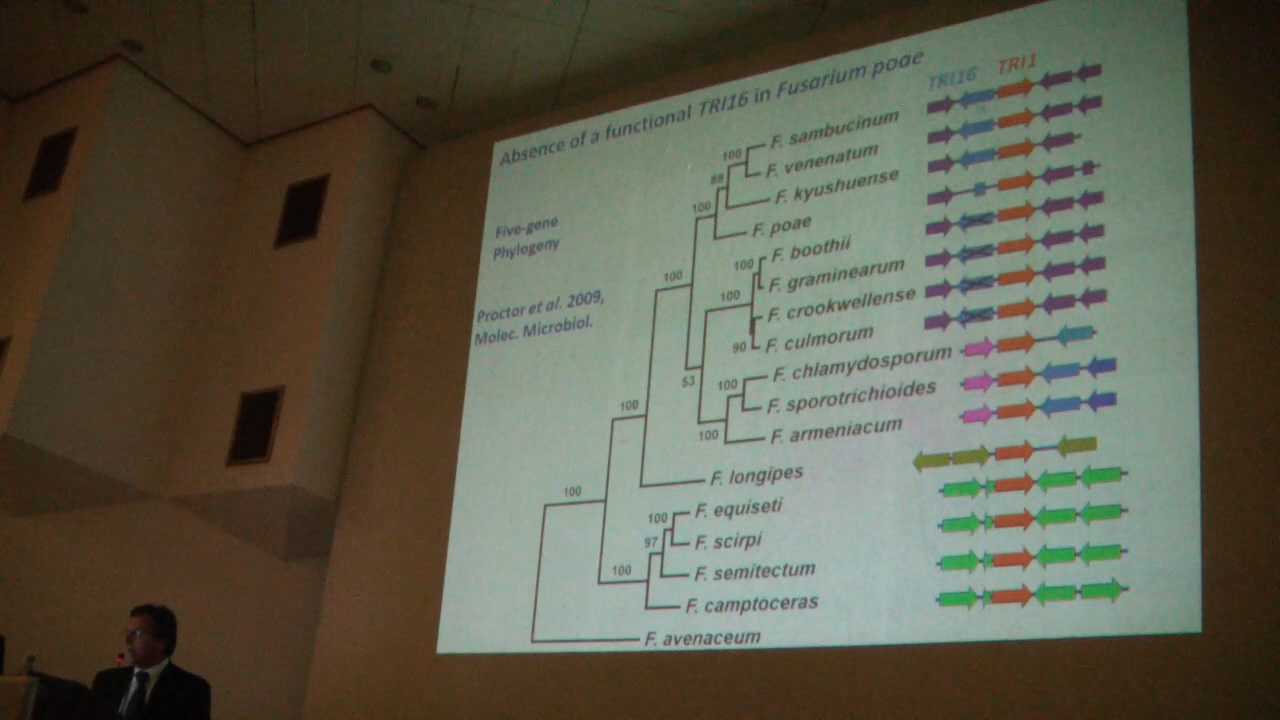 Absence of a functional TRI16 in Fusarium poae
TRI16 TRI1
Five-gene
Phylogeny
Proctor et al. 2009,
Molec. Microbiol.
100 F. sambucinum
88 F. venenatum
100 F. kyushuense
F. poae
100 F. boothii
100 100 F. graminearum
F. crookwellense
90 F. culmorum
53 F. chlamydosporum
100 F. sporotrichioides
100 100 F. armeniacum
F. longipes
100 100 F. equiseti
97 F. scirpi
100 F. semitectum
F. camptoceras
F. avenaceum